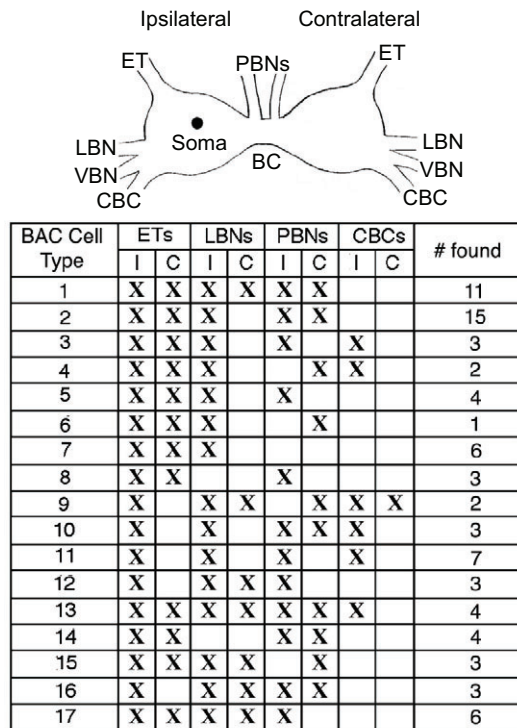 Ipsilateral Contralateral
ET PBNs ET
LBN Soma LBN
VBN BC VBN
CBC CBC
BAC Cell Type ETs LBNs PBNs CBCs # found
I C I C I C I C
1 X X X X X X 11
2 X X X X X 15
3 X X X X X 3
4 X X X X X 2
5 X X X X 4
6 X X X X 1
7 X X X 6
8 X X X 3
9 X X X X X X 2
10 X X X X X 3
11 X X X X 7
12 X X X X 3
13 X X X X X X X 4
14 X X X X 4
15 X X X X X 3
16 X X X X X 3
17 X X X X X 6